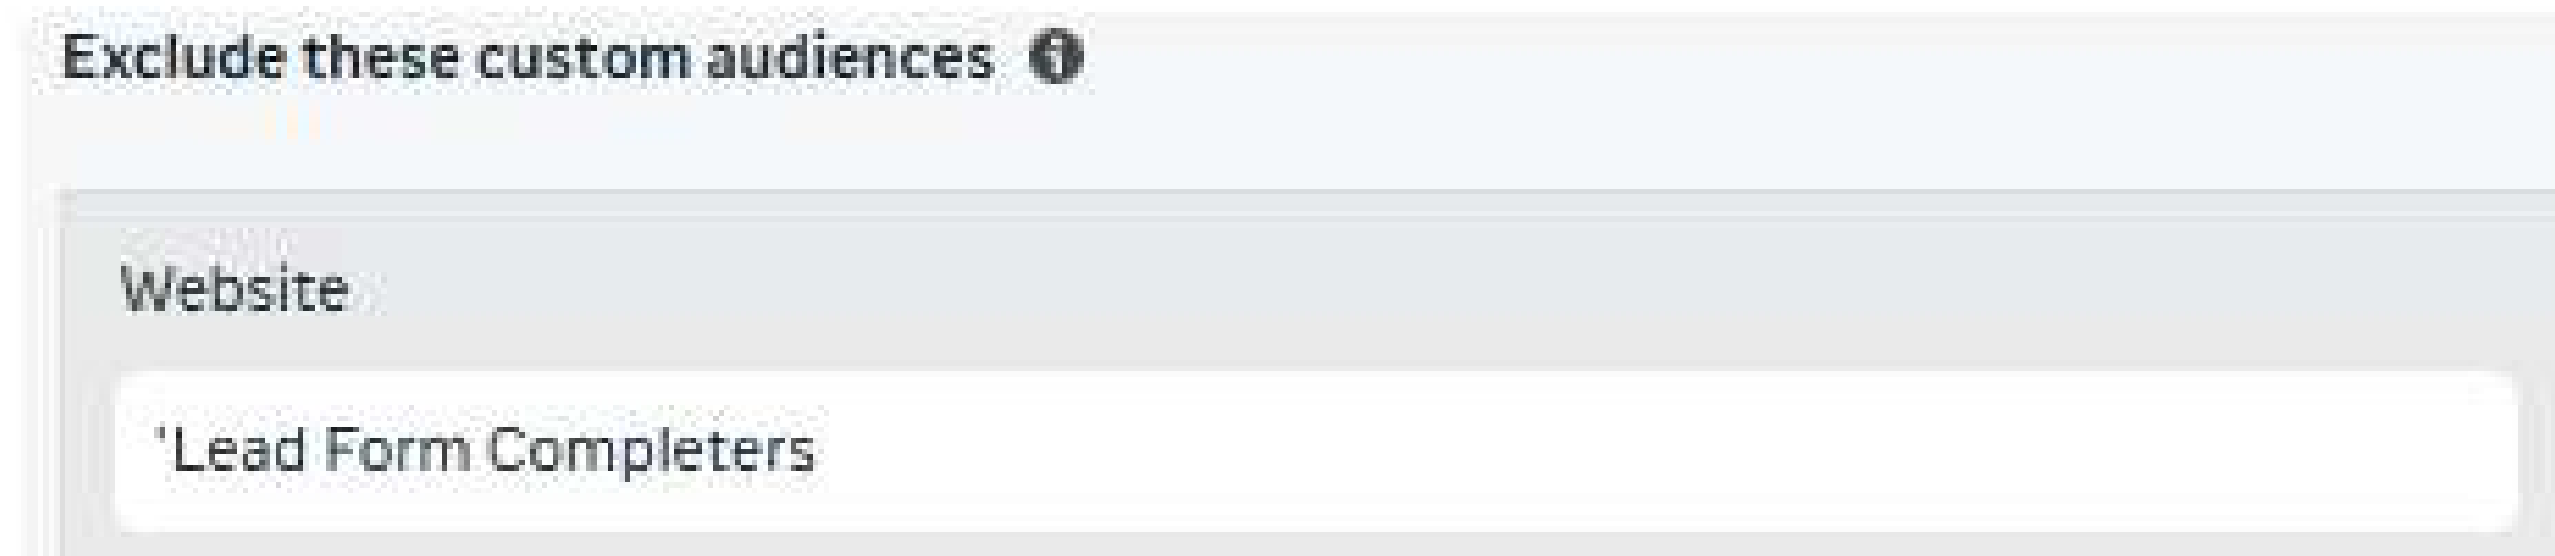 Exclude these custom audiences
Website
'Lead Form Completers